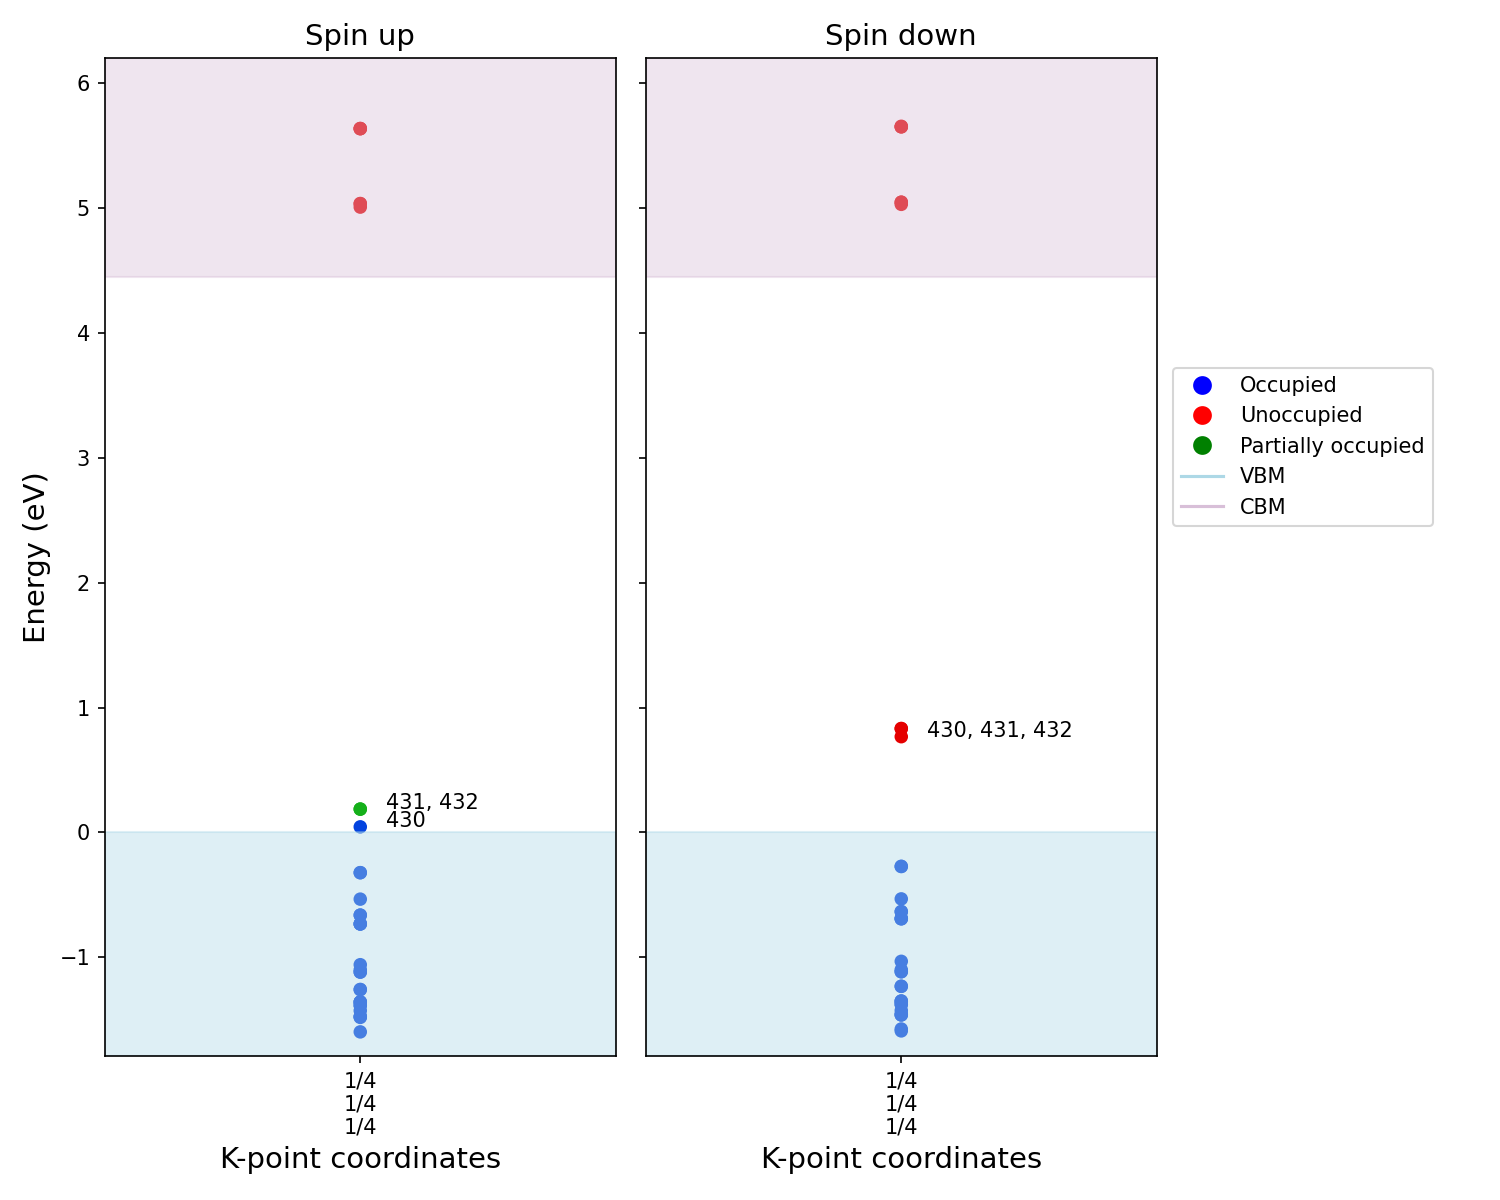 Spin up
Spin down
6
5
4
3
2
1
0
−1
Energy (eV)
431, 432
430
430, 431, 432
1/4
1/4
1/4
K-point coordinates
1/4
1/4
1/4
K-point coordinates
Occupied
Unoccupied
Partially occupied
VBM
CBM